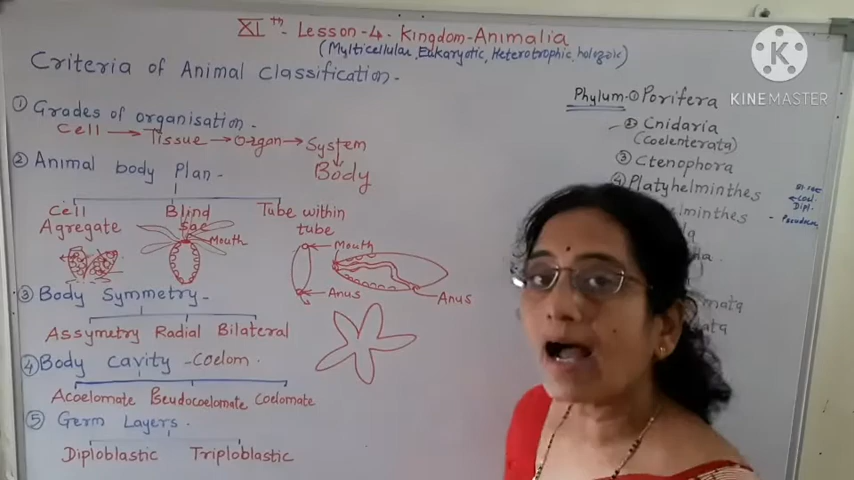 XIth - Lesson-4- Kingdom-Animalia
(Mylticellular, Eukaryotic, Heterotrophic, holozoic)
Criteria of Animal Classification-
① Grades of organisation-
Cell → Tissue → Organ → System
Body
② Animal body Plan-
Cell Agregate
Blind Sac
Tube within tube
Mouth
Mouth
Anus
Anus
③ Body Symmetry-
Assymetry Radial Bilateral
④ Body cavity -Coelom
Acoelomate Pseudocoelomate Coelomate
⑤ Germ Layers
Diploblastic Triploblastic
Phylum-① Porifera
② Cnidaria
(Coelenterata)
③ Ctenophora
④ Platyhelminthes
elminthes
K
KINEMASTER